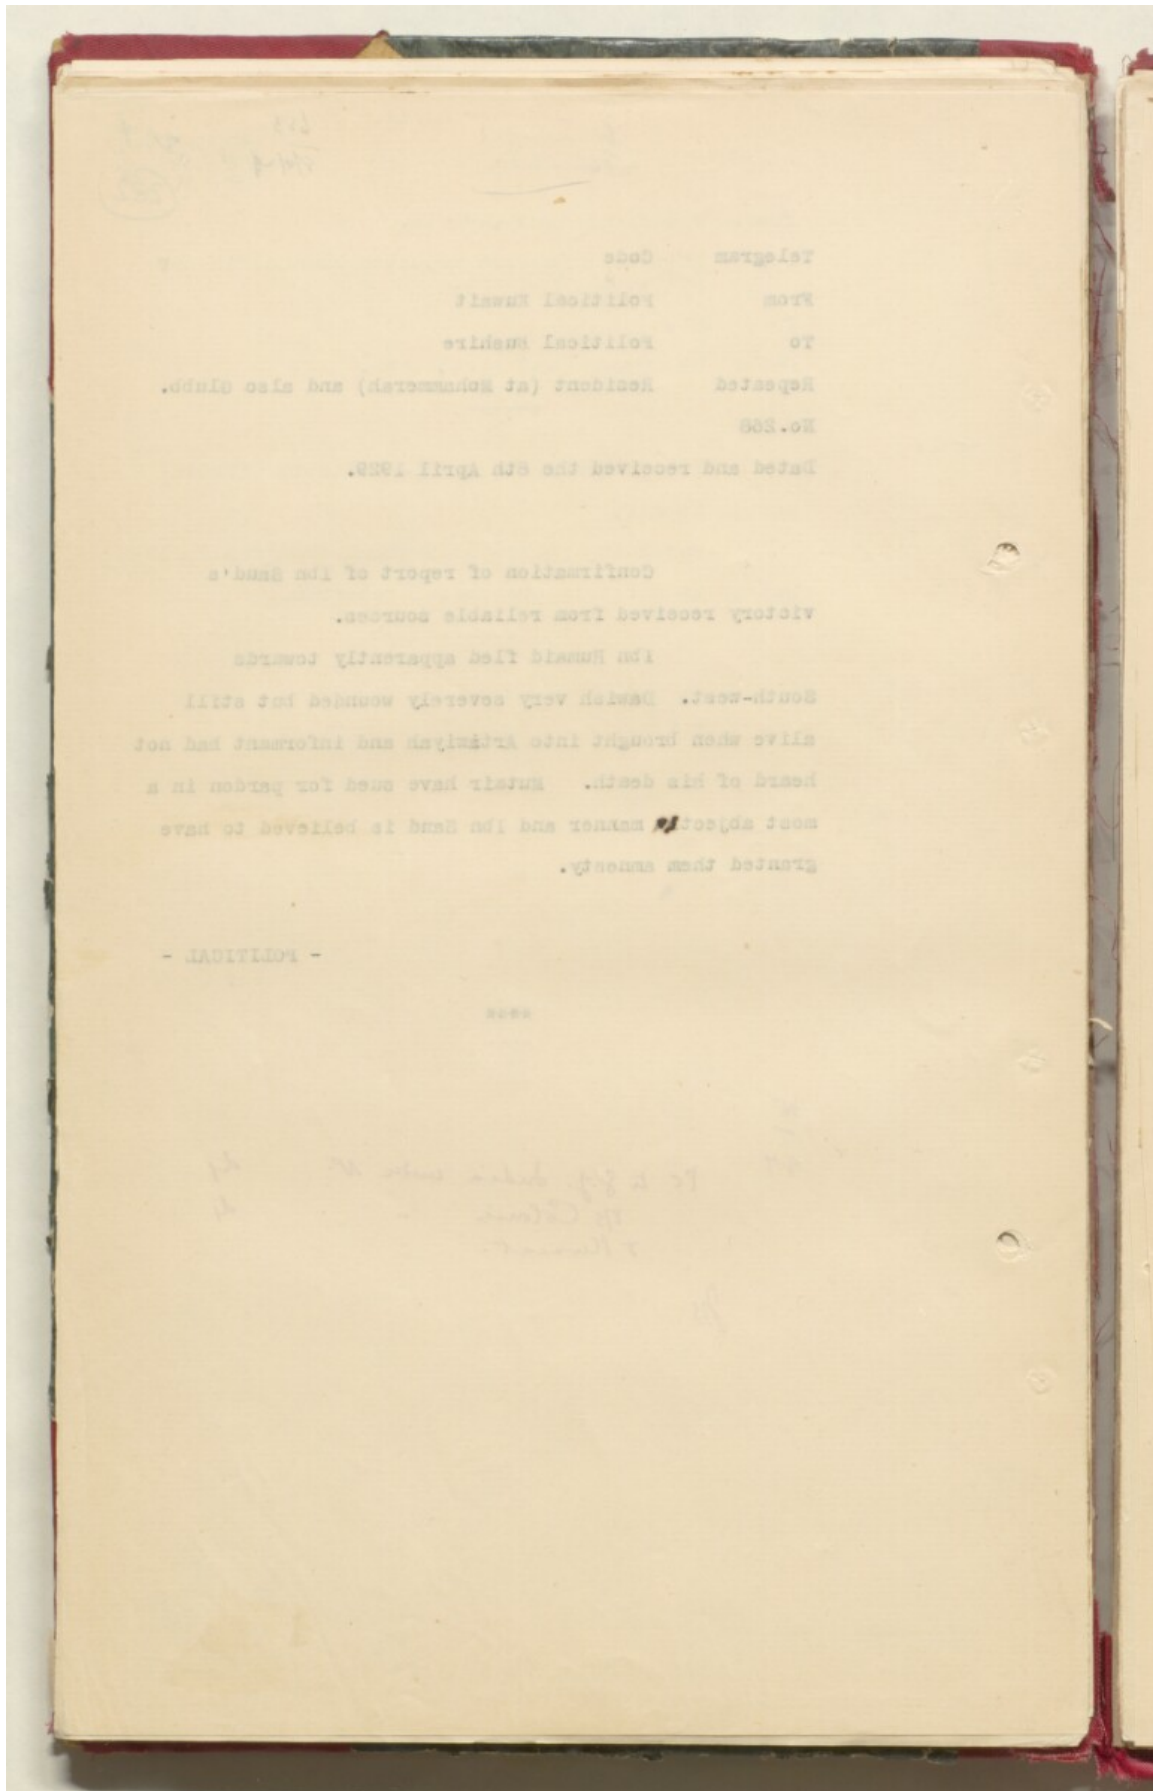 Telegram Code
From Political Kuwait
To Political Bushire
Repeated Resident (at Mohammerah) and also Glubb.
No.268
Dated and received the 8th April 1929.
Confirmation of report of Ibn Saud's
victory received from reliable sources.
Ibn Humaid fled apparently towards
South-west. Dawish very severely wounded but still
alive when brought into Artawiyah and informant had not
heard of his death. Mutair have sued for pardon in a
most abject manner and Ibn Saud is believed to have
granted them amnesty.
- POLITICAL -